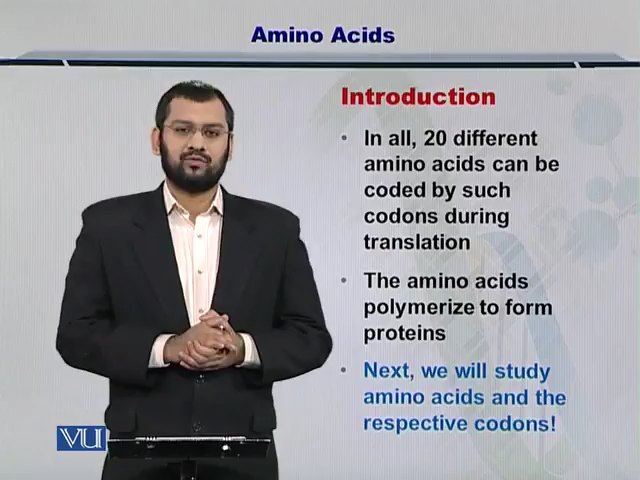 Amino Acids
Introduction
• In all, 20 different
amino acids can be
coded by such
codons during
translation
• The amino acids
polymerize to form
proteins
• Next, we will study
amino acids and the
respective codons!
VU